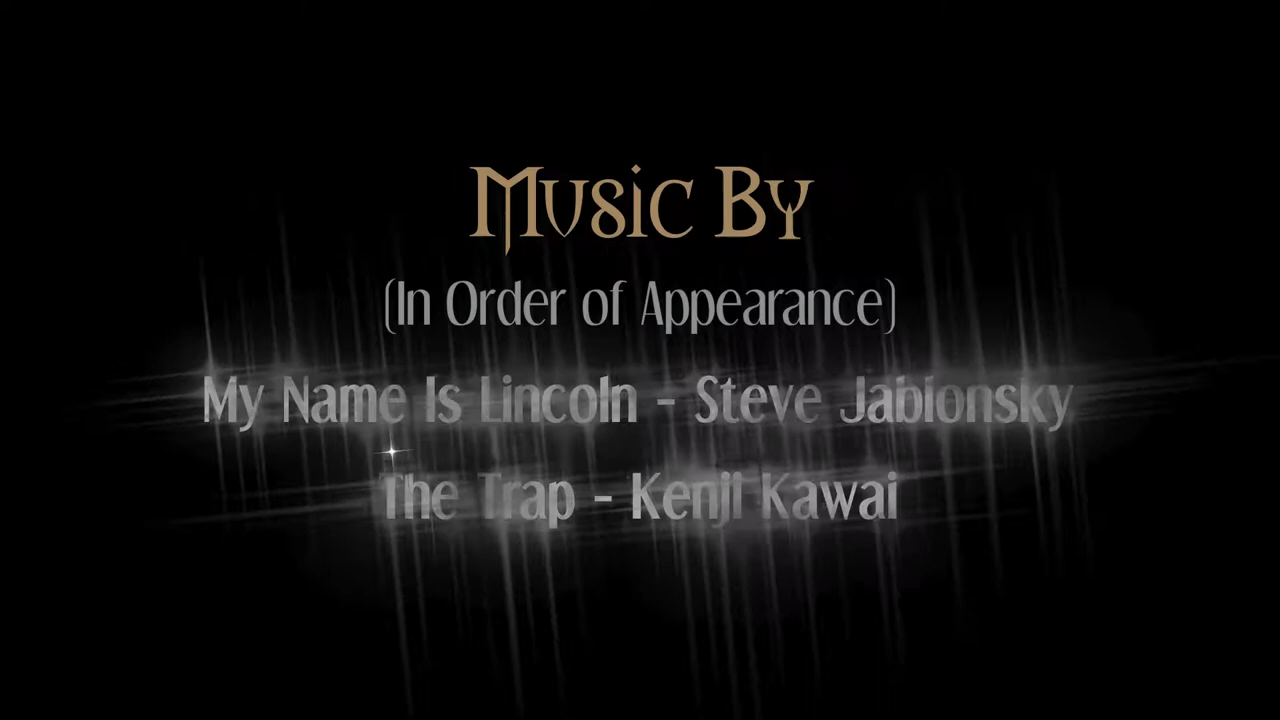 Music By
(In Order of Appearance)
My Name Is Lincoln - Steve Jablonsky
The Trap - Kenji Kawai